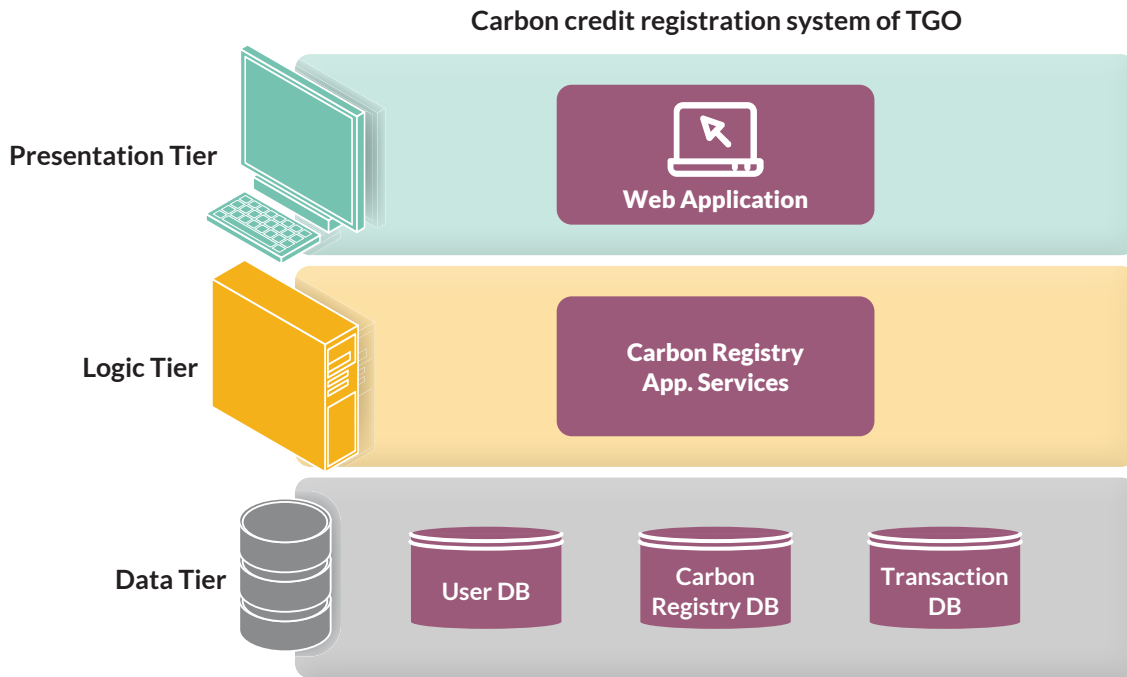 Carbon credit registration system of TGO
Presentation Tier
Web Application
Logic Tier
Carbon Registry
App. Services
Data Tier
User DB
Carbon
Registry DB
Transaction
DB